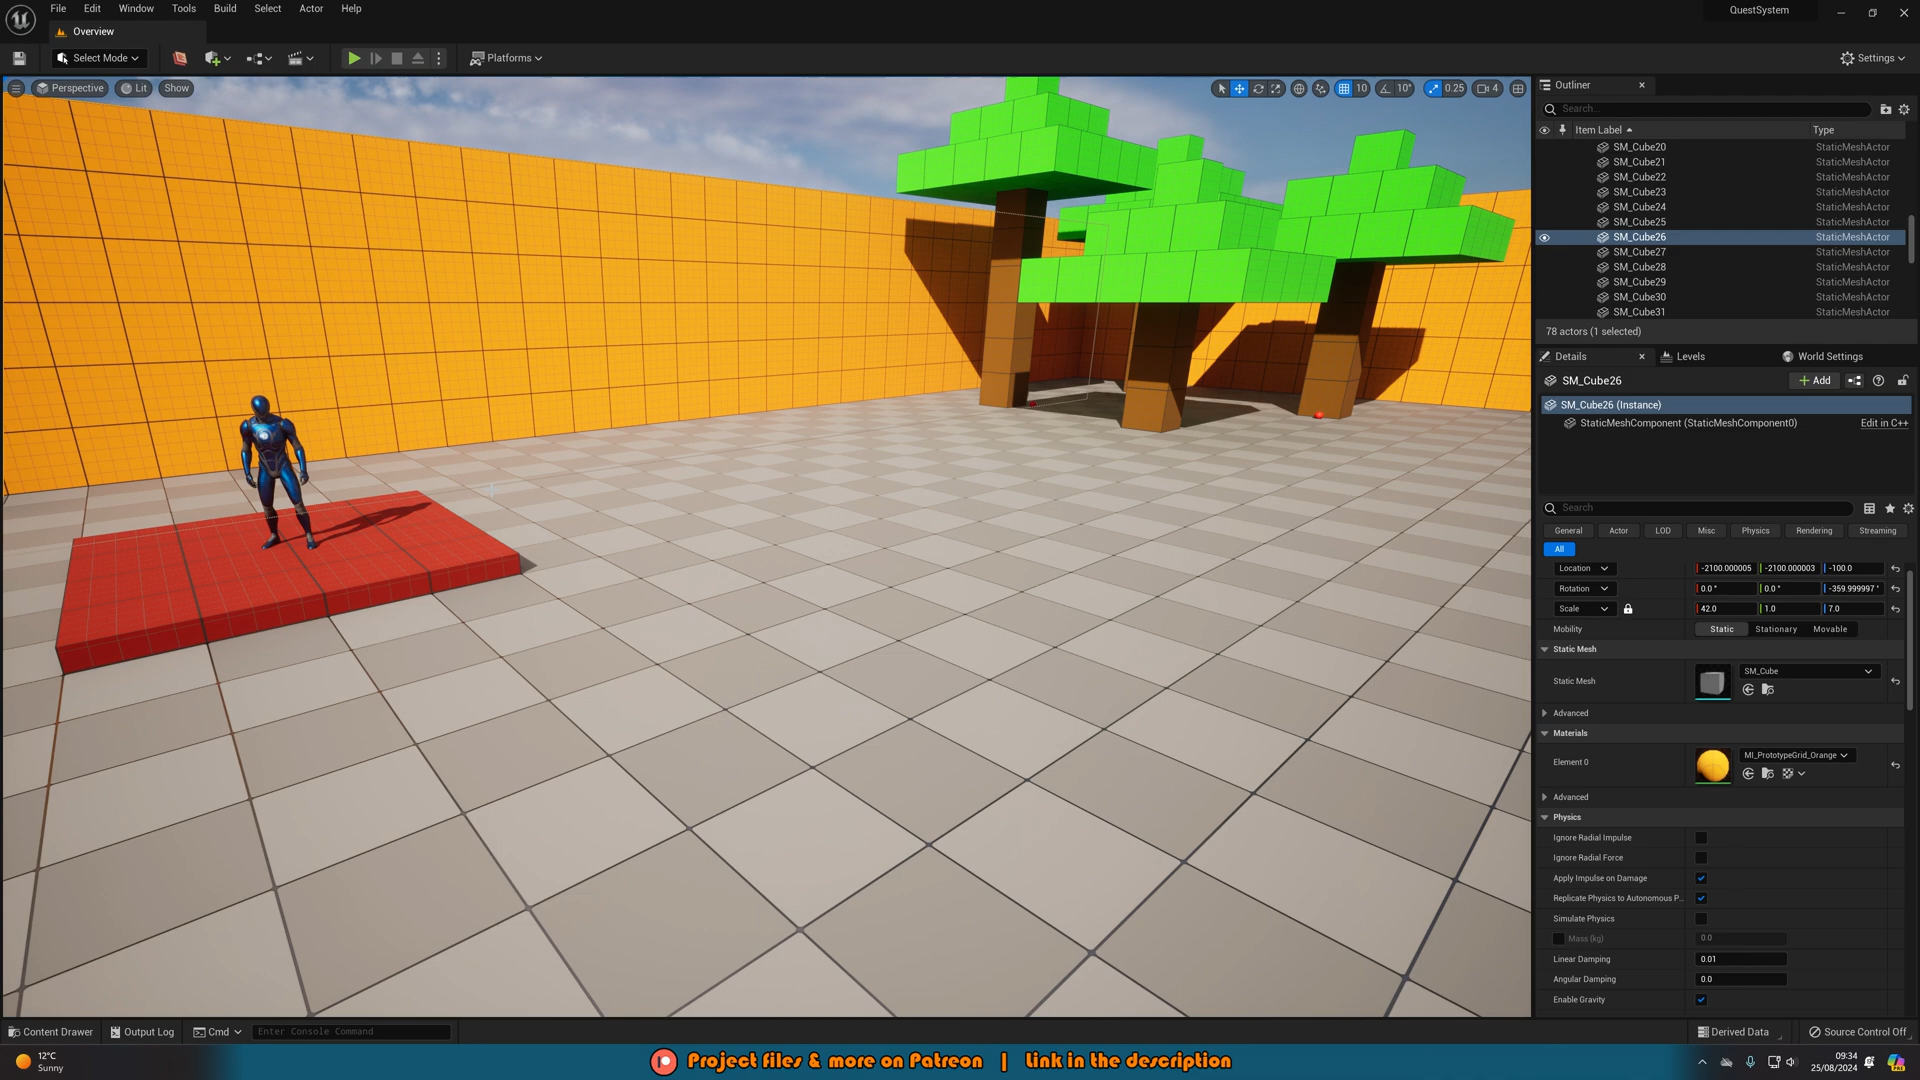 File Edit Window Tools Build Select Actor Help
QuestSystem
Overview
Select Mode
Platforms
Settings
Perspective Lit Show
10 10° 0.25 4
Outliner
Search...
Item Label Type
SM_Cube20 StaticMeshActor
SM_Cube21 StaticMeshActor
SM_Cube22 StaticMeshActor
SM_Cube23 StaticMeshActor
SM_Cube24 StaticMeshActor
SM_Cube25 StaticMeshActor
SM_Cube26 StaticMeshActor
SM_Cube27 StaticMeshActor
SM_Cube28 StaticMeshActor
SM_Cube29 StaticMeshActor
SM_Cube30 StaticMeshActor
SM_Cube31 StaticMeshActor
78 actors (1 selected)
Details Levels World Settings
SM_Cube26 + Add
SM_Cube26 (Instance)
StaticMeshComponent (StaticMeshComponent0) Edit in C++
Search
General Actor LOD Misc Physics Rendering Streaming
All
Location -2100.000005 -2100.000003 -100.0
Rotation 0.0 ° 0.0 ° -359.999997 °
Scale 42.0 1.0 7.0
Mobility Static Stationary Movable
Static Mesh
Static Mesh SM_Cube
Advanced
Materials
Element 0 MI_PrototypeGrid_Orange
Advanced
Physics
Ignore Radial Impulse
Ignore Radial Force
Apply Impulse on Damage
Replicate Physics to Autonomous P...
Simulate Physics
Mass (kg) 0.0
Linear Damping 0.01
Angular Damping 0.0
Enable Gravity
Content Drawer Output Log Cmd Enter Console Command
Derived Data Source Control Off
12°C
Sunny
Project files & more on Patreon | Link in the description
09:34
25/08/2024